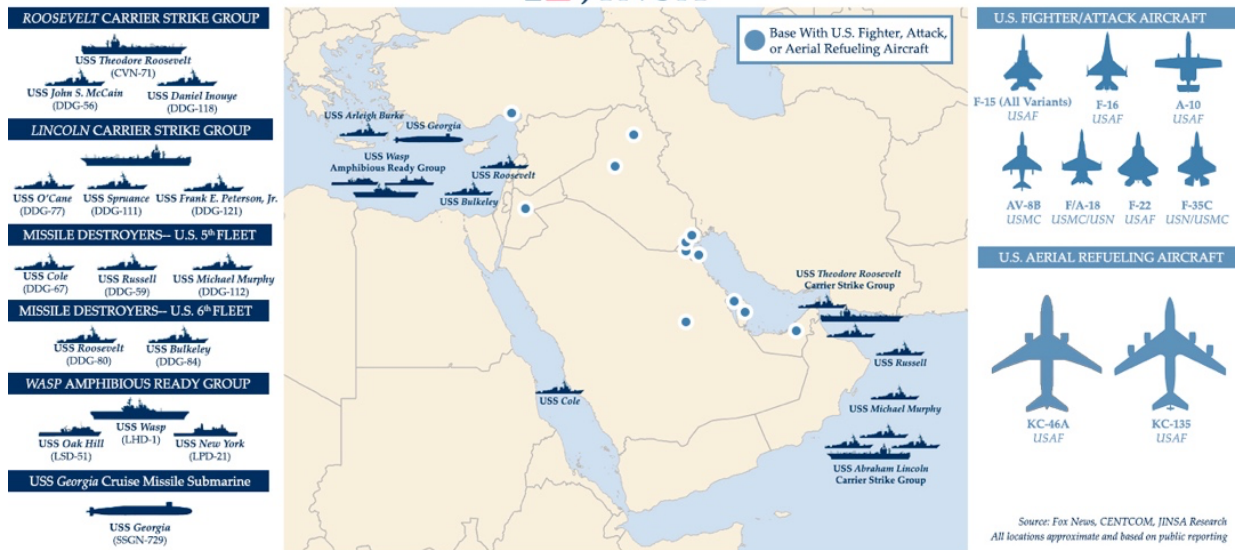 ROOSEVELT CARRIER STRIKE GROUP
USS Theodore Roosevelt
(CVN-71)
USS John S. McCain
(DDG-56)
USS Daniel Inouye
(DDG-118)
LINCOLN CARRIER STRIKE GROUP
USS O'Cane
(DDG-77)
USS Spruance
(DDG-111)
USS Frank E. Peterson, Jr.
(DDG-121)
MISSILE DESTROYERS— U.S. 5th FLEET
USS Cole
(DDG-67)
USS Russell
(DDG-59)
USS Michael Murphy
(DDG-112)
MISSILE DESTROYERS— U.S. 6th FLEET
USS Roosevelt
(DDG-80)
USS Bulkeley
(DDG-84)
WASP AMPHIBIOUS READY GROUP
USS Wasp
(LHD-1)
USS Oak Hill
(LSD-51)
USS New York
(LPD-21)
USS Georgia Cruise Missile Submarine
USS Georgia
(SSGN-729)
Base With U.S. Fighter, Attack,
or Aerial Refueling Aircraft
USS Arleigh Burke
USS Georgia
USS Wasp
Amphibious Ready Group
USS Roosevelt
USS Bulkeley
USS Theodore Roosevelt
Carrier Strike Group
USS Russell
USS Cole
USS Michael Murphy
USS Abraham Lincoln
Carrier Strike Group
U.S. FIGHTER/ATTACK AIRCRAFT
F-15 (All Variants)
USAF
F-16
USAF
A-10
USAF
AV-8B
USMC
F/A-18
USMC/USN
F-22
USAF
F-35C
USN/USMC
U.S. AERIAL REFUELING AIRCRAFT
KC-46A
USAF
KC-135
USAF
Source: Fox News, CENTCOM, JINSA Research
All locations approximate and based on public reporting